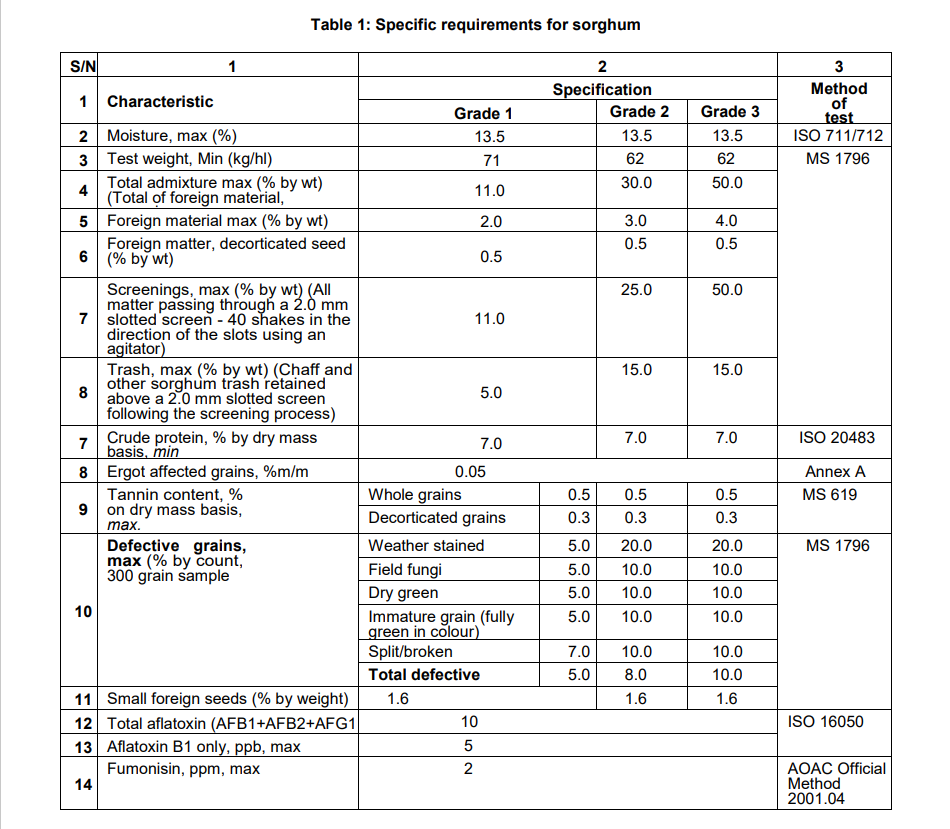 Table 1: Specific requirements for sorghum
S/N 1 2 3
1 Characteristic Specification Method
of
test
Grade 1 Grade 2 Grade 3
2 Moisture, max (%) 13.5 13.5 13.5 ISO 711/712
3 Test weight, Min (kg/hl) 71 62 62 MS 1796
4 Total admixture max (% by wt) 11.0 30.0 50.0
(Total of foreign material,
5 Foreign material max (% by wt) 2.0 3.0 4.0
6 Foreign matter, decorticated seed 0.5 0.5 0.5
(% by wt)
7 Screenings, max (% by wt) (All 11.0 25.0 50.0
matter passing through a 2.0 mm
slotted screen - 40 shakes in the
direction of the slots using an
agitator)
8 Trash, max (% by wt) (Chaff and 5.0 15.0 15.0
other sorghum trash retained
above a 2.0 mm slotted screen
following the screening process)
7 Crude protein, % by dry mass 7.0 7.0 7.0 ISO 20483
basis, min
8 Ergot affected grains, %m/m 0.05 Annex A
9 Tannin content, % Whole grains 0.5 0.5 0.5 MS 619
on dry mass basis, Decorticated grains 0.3 0.3 0.3
max.
10 Defective grains, Weather stained 5.0 20.0 20.0 MS 1796
max (% by count, Field fungi 5.0 10.0 10.0
300 grain sample Dry green 5.0 10.0 10.0
Immature grain (fully 5.0 10.0 10.0
green in colour)
Split/broken 7.0 10.0 10.0
Total defective 5.0 8.0 10.0
11 Small foreign seeds (% by weight) 1.6 1.6 1.6
12 Total aflatoxin (AFB1+AFB2+AFG1 10 ISO 16050
13 Aflatoxin B1 only, ppb, max 5
14 Fumonisin, ppm, max 2 AOAC Official
Method
2001.04